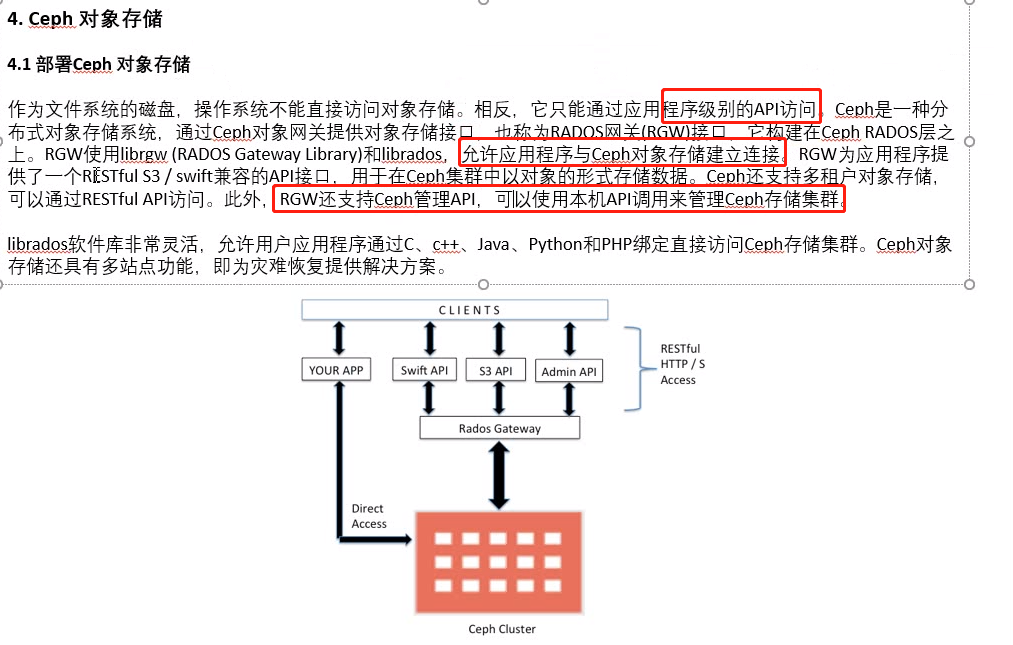 4. Ceph 对象存储
4.1 部署Ceph 对象存储
作为文件系统的磁盘，操作系统不能直接访问对象存储。相反，它只能通过应用程序级别的API访问。Ceph是一种分
布式对象存储系统，通过Ceph对象网关提供对象存储接口，也称为RADOS网关(RGW)接口，它构建在Ceph RADOS层之
上。RGW使用librgw (RADOS Gateway Library)和librados，允许应用程序与Ceph对象存储建立连接。RGW为应用程序提
供了一个RESTful S3 / swift兼容的API接口，用于在Ceph集群中以对象的形式存储数据。Ceph还支持多租户对象存储，
可以通过RESTful API访问。此外，RGW还支持Ceph管理API，可以使用本机API调用来管理Ceph存储集群。
librados软件库非常灵活，允许用户应用程序通过C、c++、Java、Python和PHP绑定直接访问Ceph存储集群。Ceph对象
存储还具有多站点功能，即为灾难恢复提供解决方案。
CLIENTS
YOUR APP
Swift API
S3 API
Admin API
RESTful
HTTP / S
Access
Rados Gateway
Direct
Access
Ceph Cluster